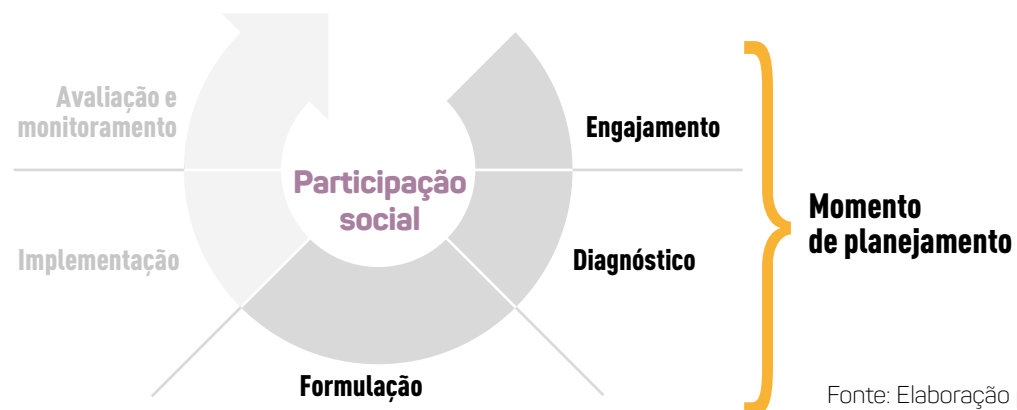 Avaliação e
monitoramento
Engajamento
Participação
social
Momento
de planejamento
Implementação
Diagnóstico
Formulação
Fonte: Elaboração